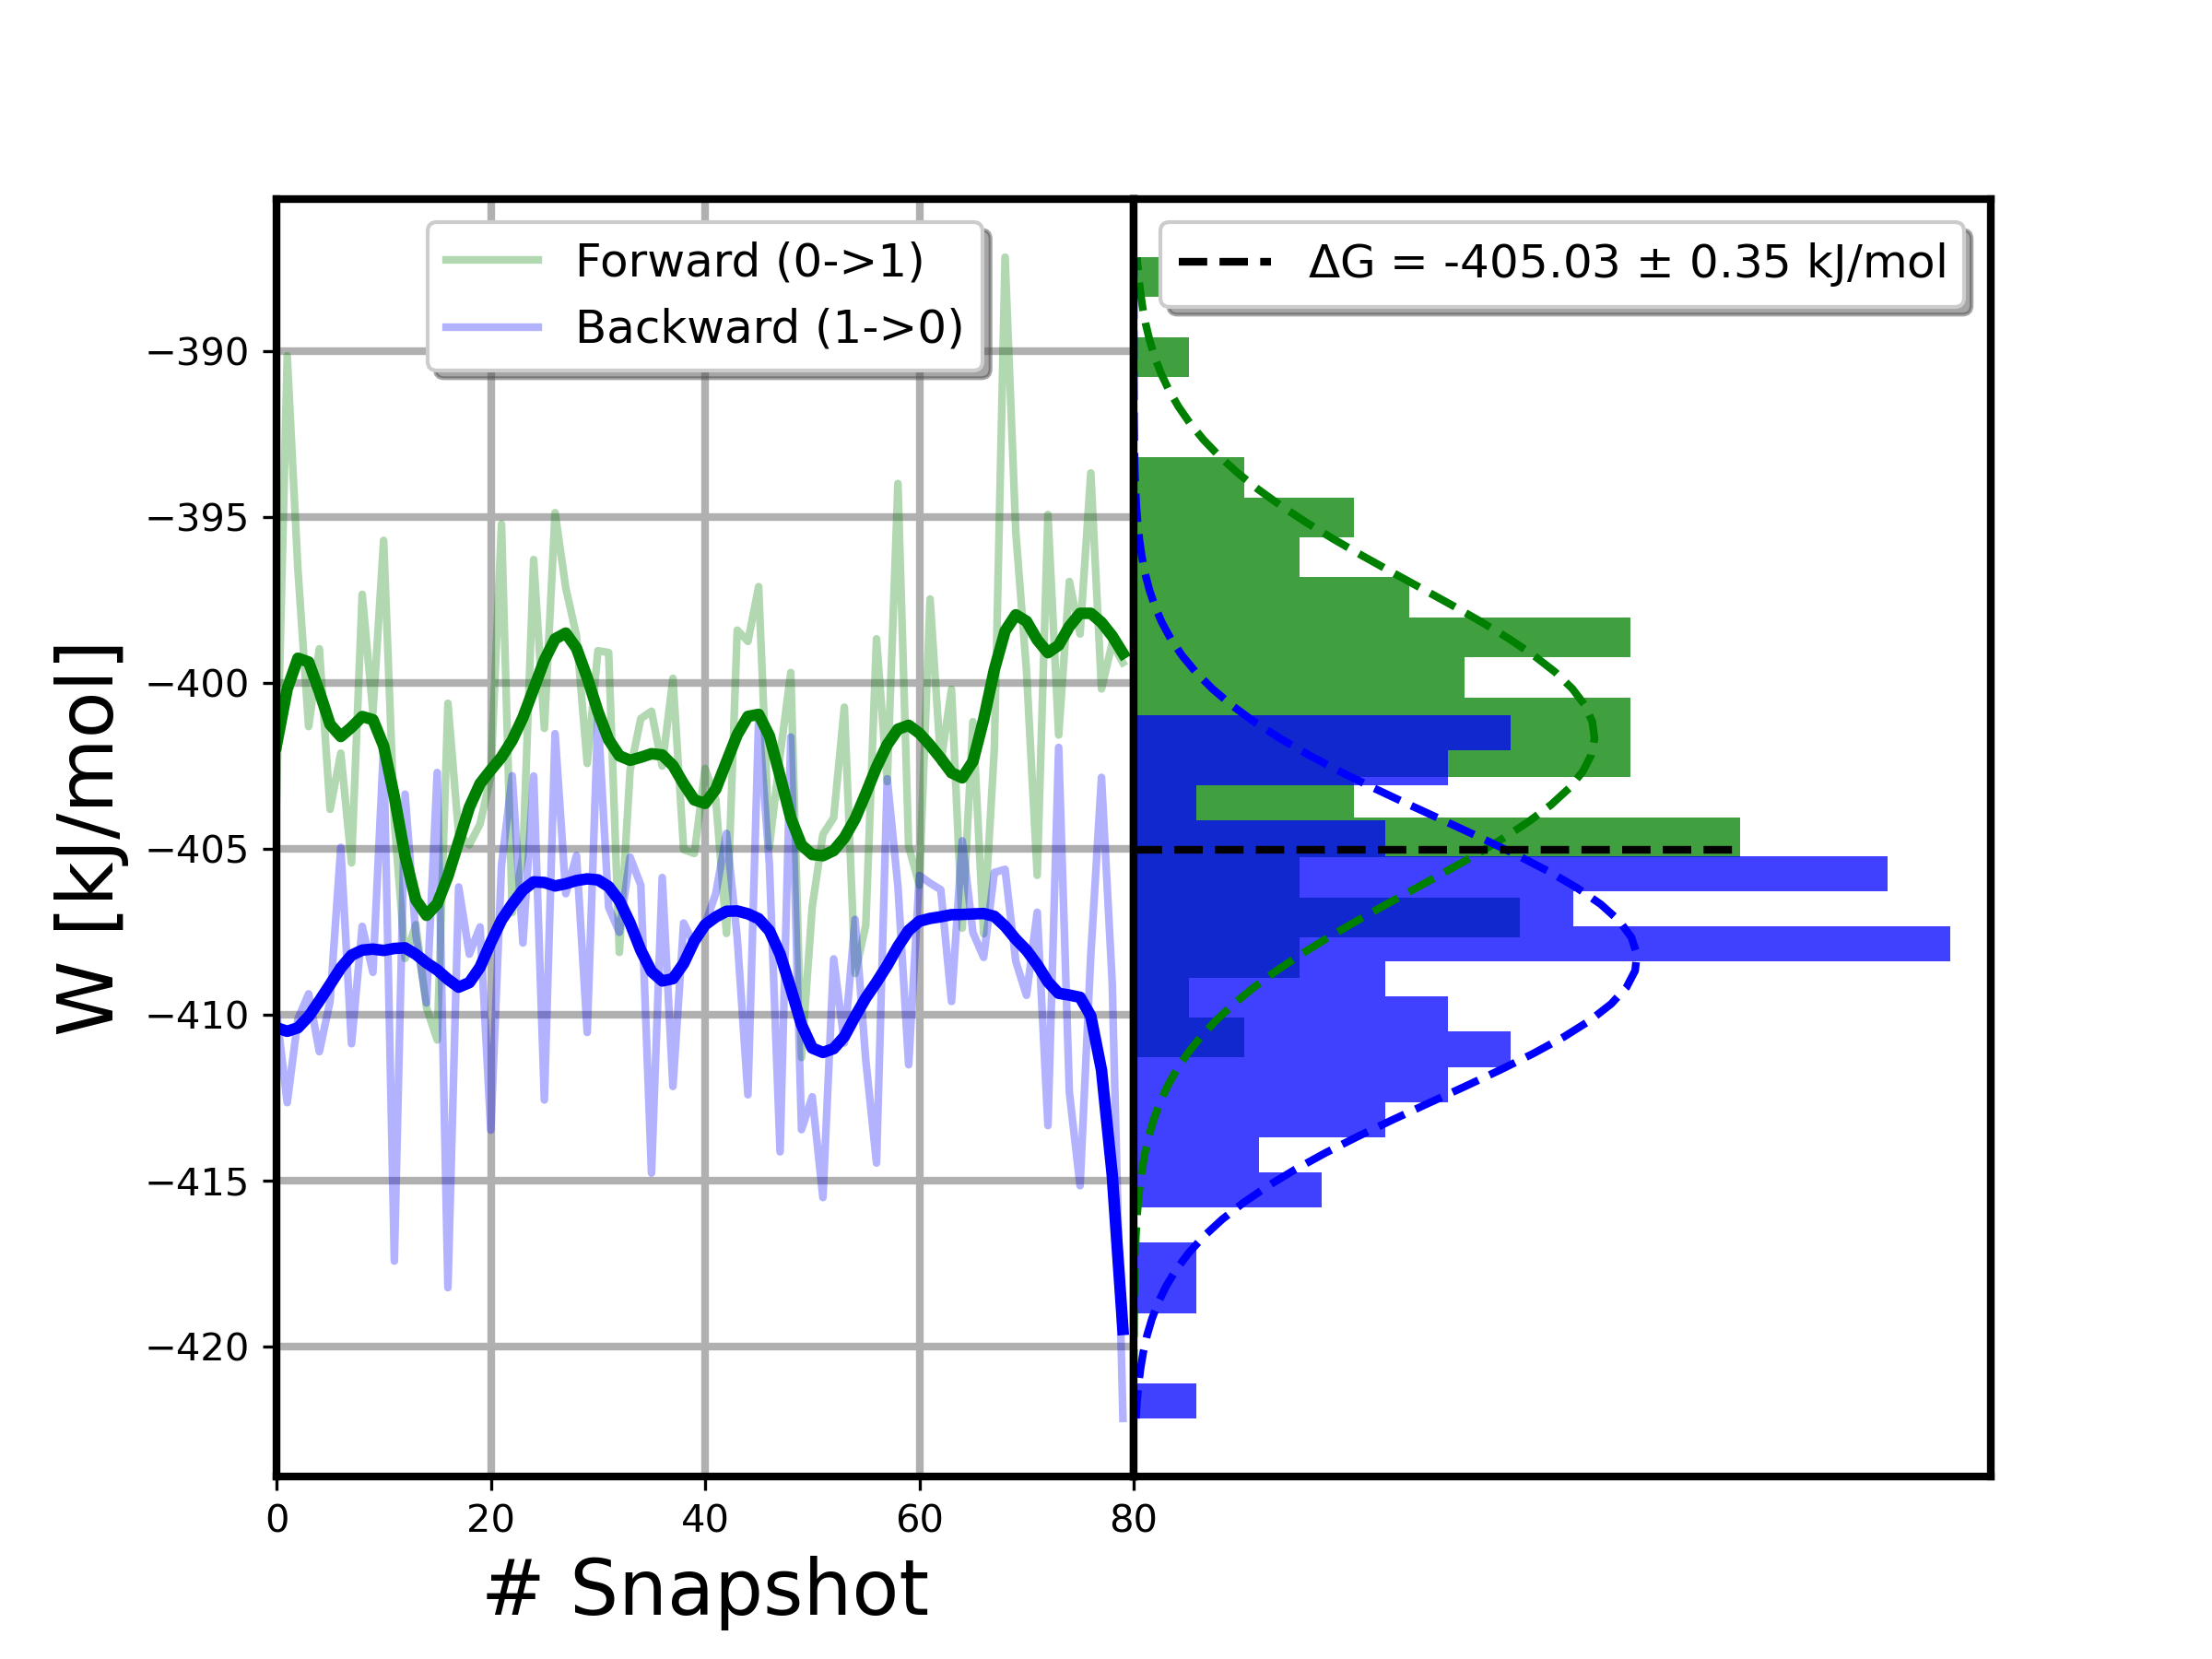 Forward (0->1)
Backward (1->0)
ΔG = -405.03 ± 0.35 kJ/mol
W [kJ/mol]
−390
−395
−400
−405
−410
−415
−420
0 20 40 60 80
# Snapshot